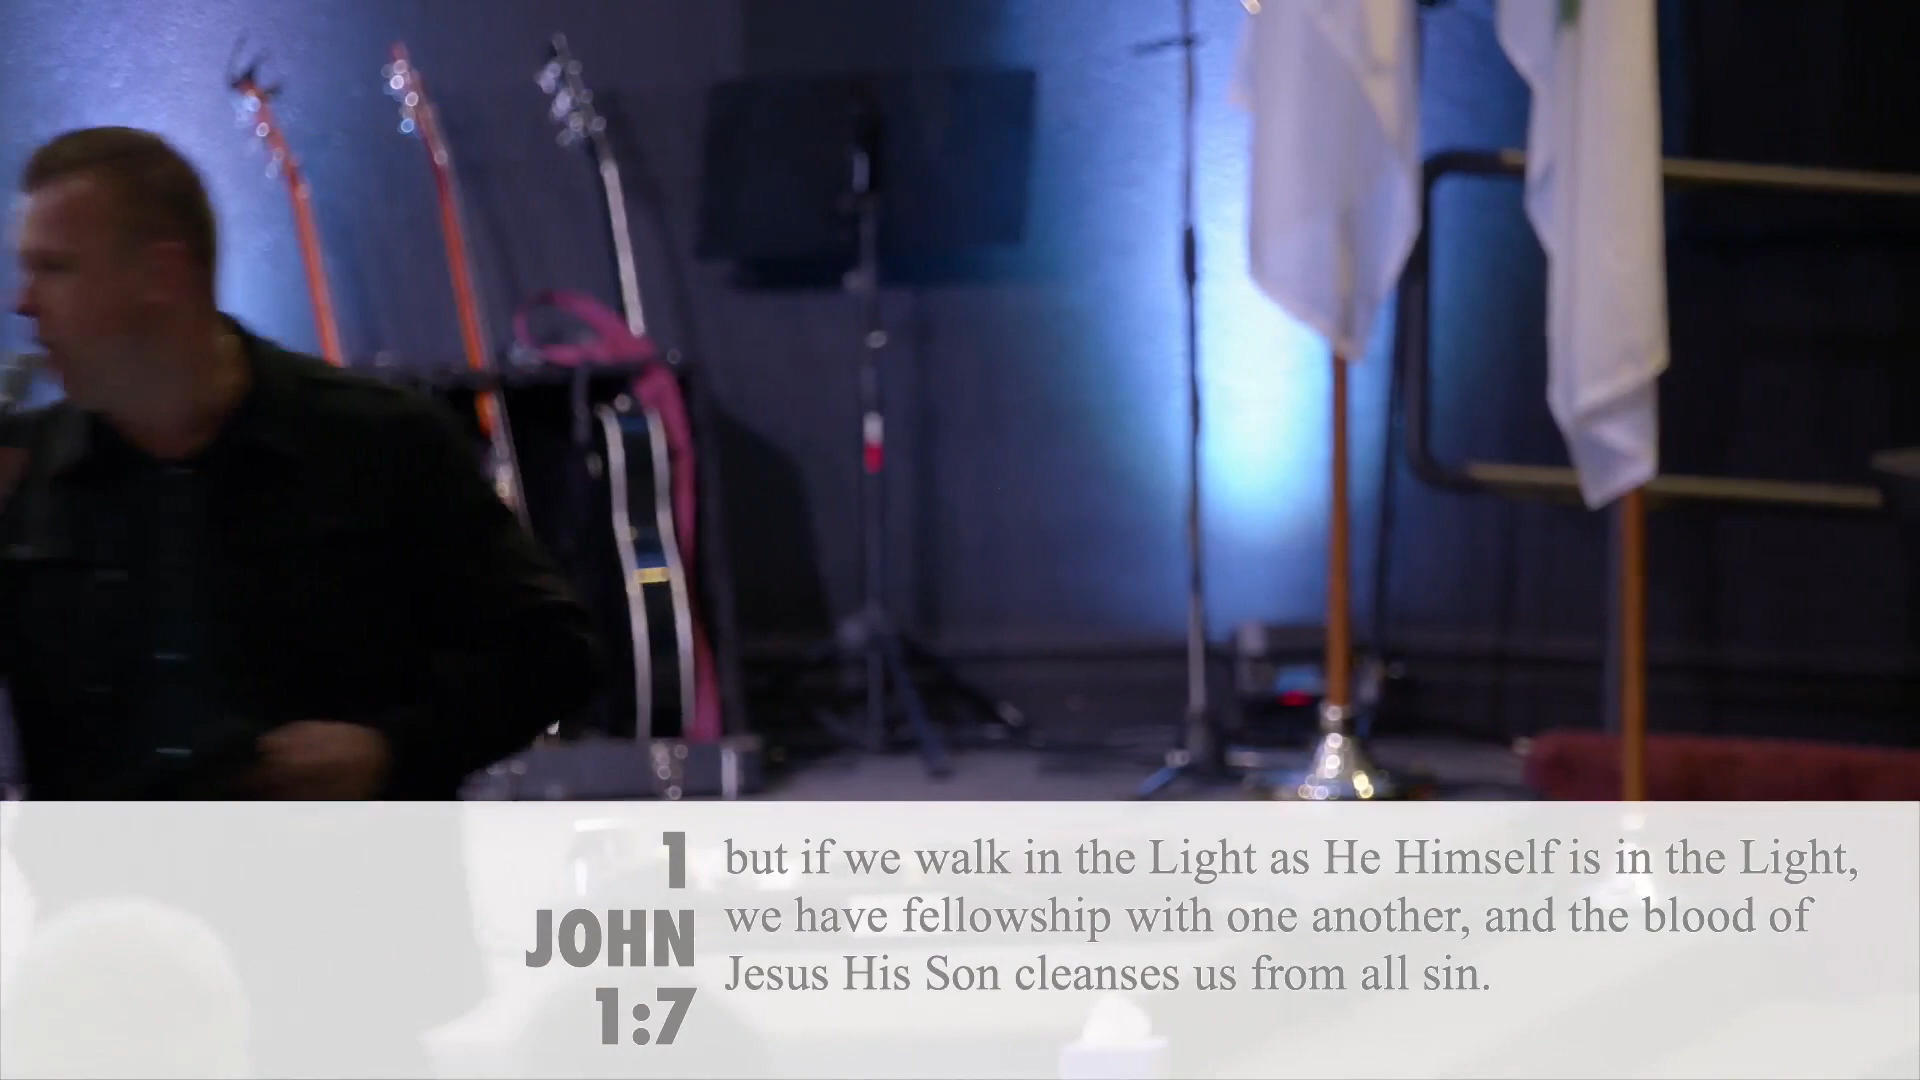 1
JOHN
1:7
but if we walk in the Light as He Himself is in the Light,
we have fellowship with one another, and the blood of
Jesus His Son cleanses us from all sin.